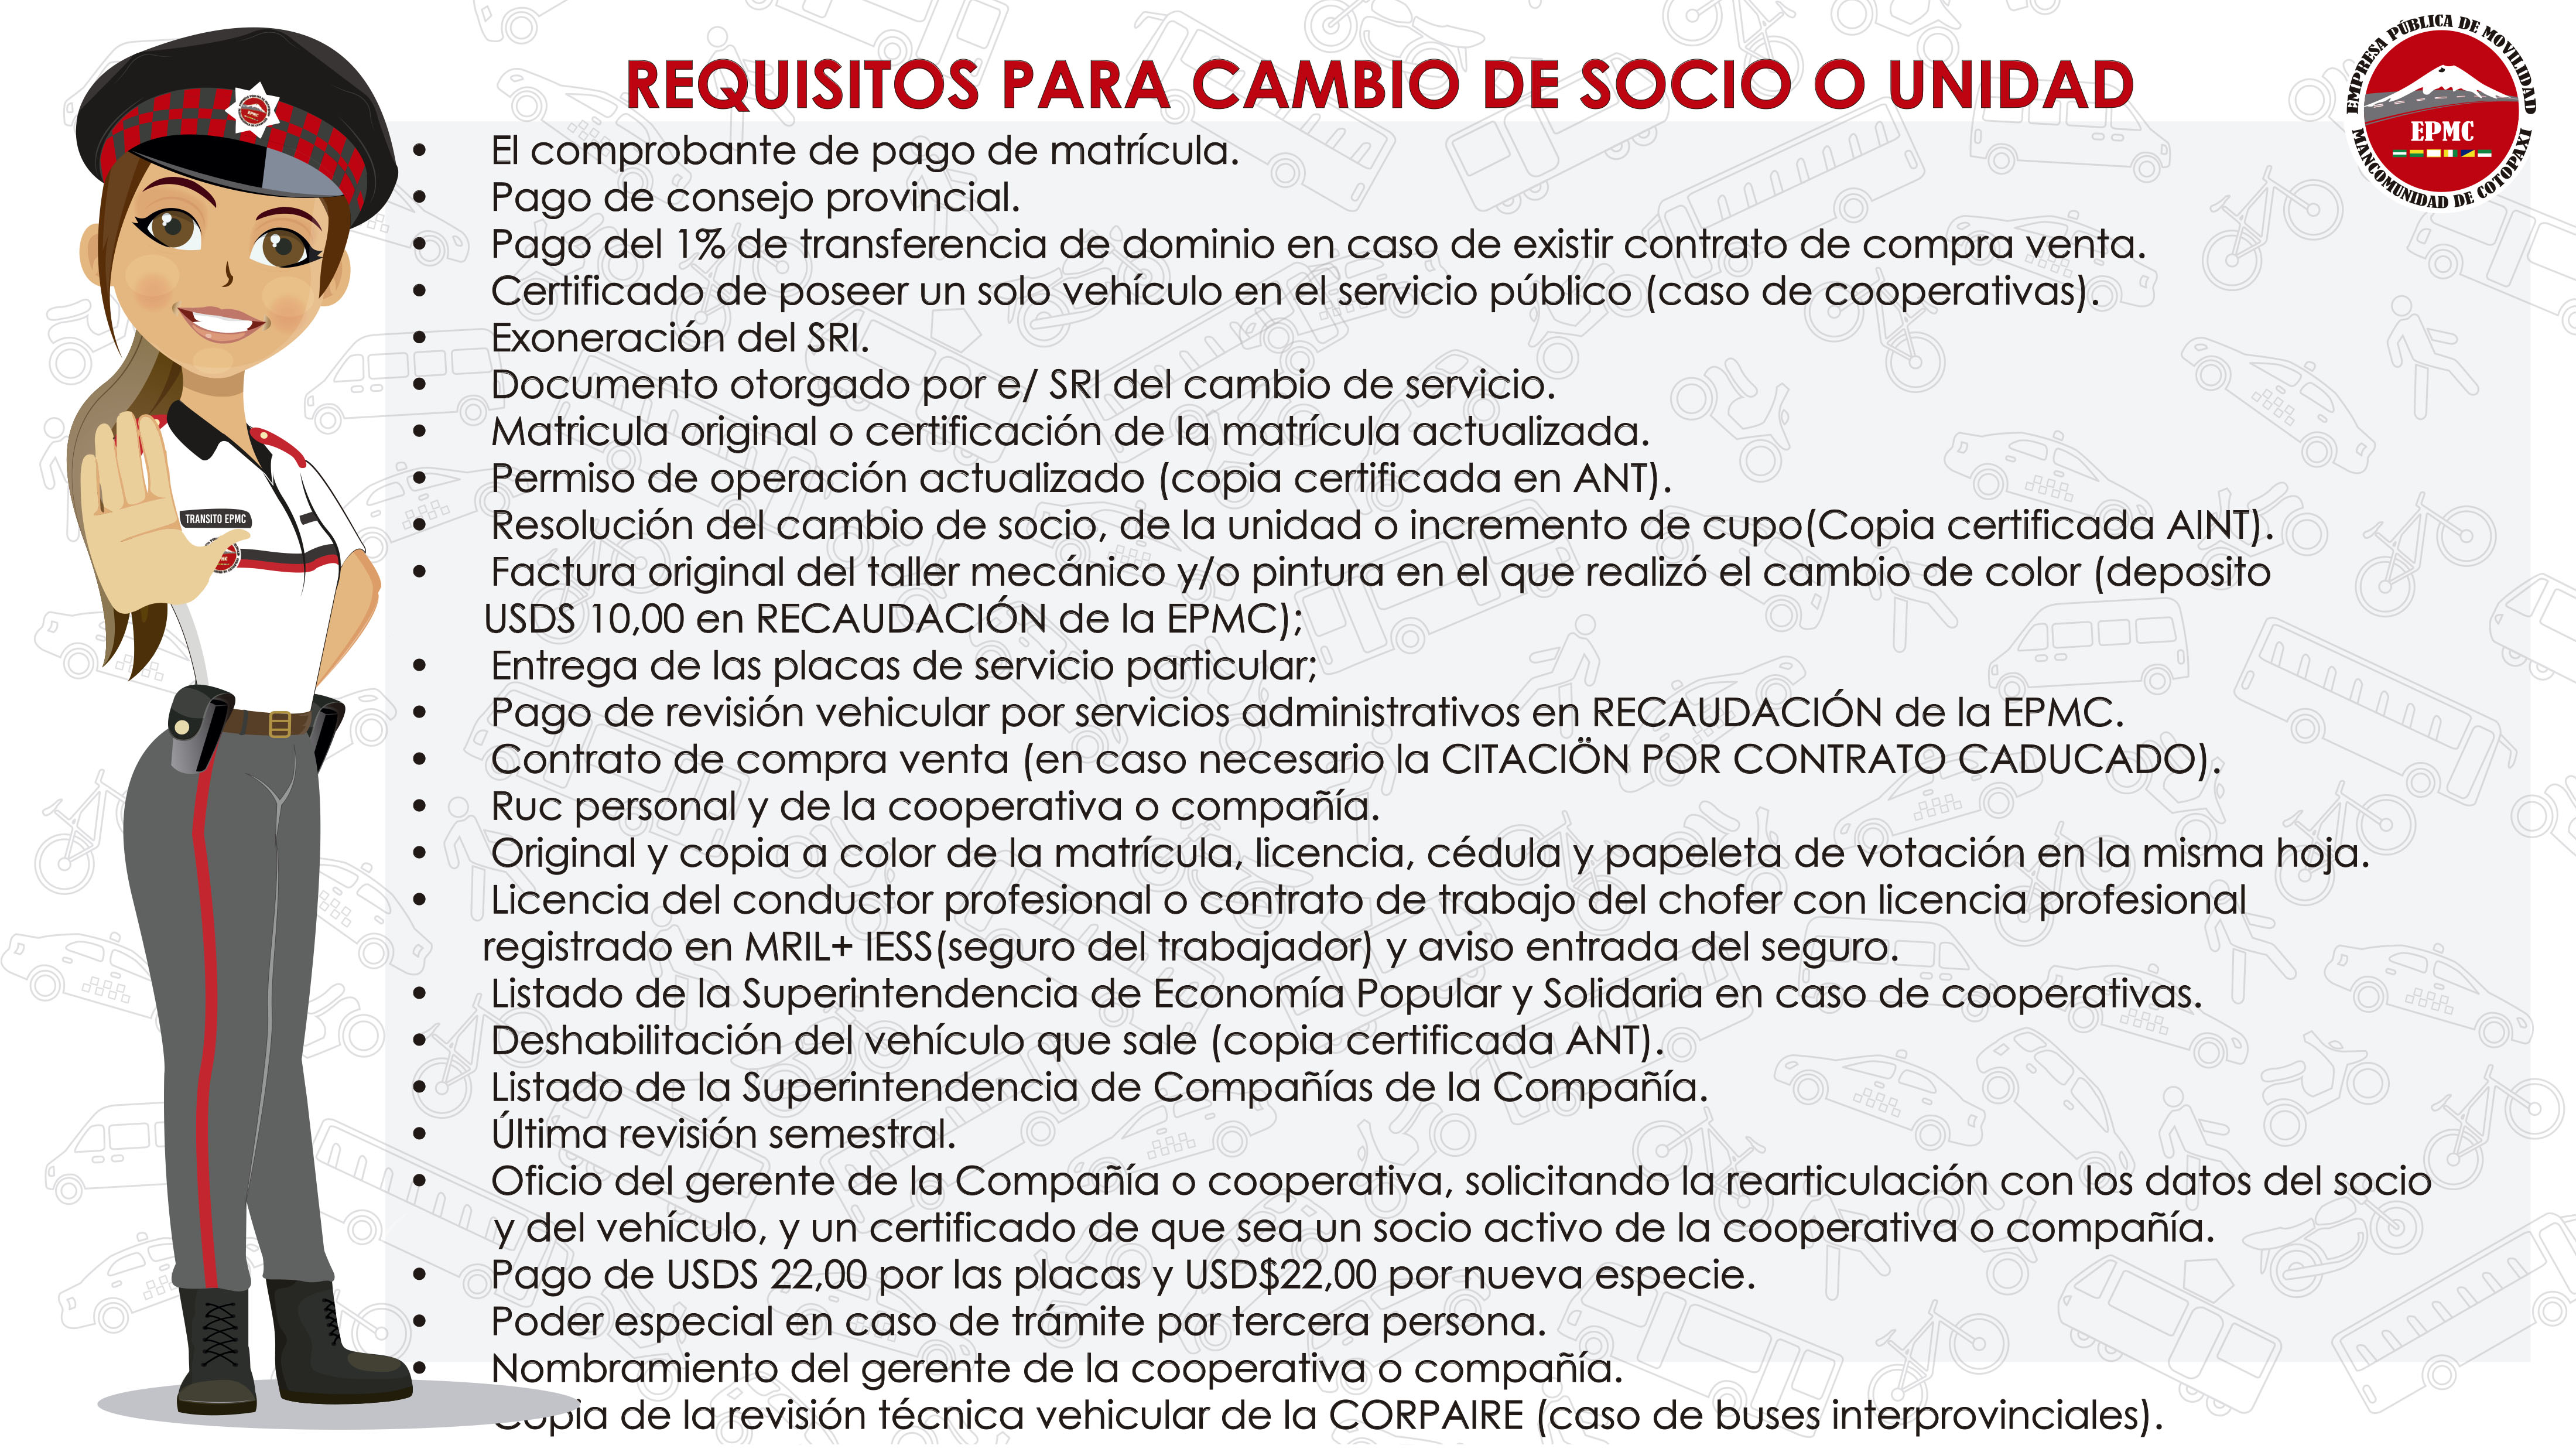 REQUISITOS PARA CAMBIO DE SOCIO O UNIDAD
EMPRESA PÚBLICA DE MOVILIDAD
EPMC
MANCOMUNIDAD DE COTOPAXI
• El comprobante de pago de matrícula.
• Pago de consejo provincial.
• Pago del 1% de transferencia de dominio en caso de existir contrato de compra venta.
• Certificado de poseer un solo vehículo en el servicio público (caso de cooperativas).
• Exoneración del SRI.
• Documento otorgado por e/ SRI del cambio de servicio.
• Matricula original o certificación de la matrícula actualizada.
• Permiso de operación actualizado (copia certificada en ANT).
• Resolución del cambio de socio, de la unidad o incremento de cupo(Copia certificada AINT).
• Factura original del taller mecánico y/o pintura en el que realizó el cambio de color (deposito
USDS 10,00 en RECAUDACIÓN de la EPMC);
• Entrega de las placas de servicio particular;
• Pago de revisión vehicular por servicios administrativos en RECAUDACIÓN de la EPMC.
• Contrato de compra venta (en caso necesario la CITACIÖN POR CONTRATO CADUCADO).
• Ruc personal y de la cooperativa o compañía.
• Original y copia a color de la matrícula, licencia, cédula y papeleta de votación en la misma hoja.
• Licencia del conductor profesional o contrato de trabajo del chofer con licencia profesional
registrado en MRIL+ IESS(seguro del trabajador) y aviso entrada del seguro.
• Listado de la Superintendencia de Economía Popular y Solidaria en caso de cooperativas.
• Deshabilitación del vehículo que sale (copia certificada ANT).
• Listado de la Superintendencia de Compañías de la Compañía.
• Última revisión semestral.
• Oficio del gerente de la Compañía o cooperativa, solicitando la rearticulación con los datos del socio
y del vehículo, y un certificado de que sea un socio activo de la cooperativa o compañía.
• Pago de USDS 22,00 por las placas y USD$22,00 por nueva especie.
• Poder especial en caso de trámite por tercera persona.
• Nombramiento del gerente de la cooperativa o compañía.
Copia de la revisión técnica vehicular de la CORPAIRE (caso de buses interprovinciales).
TRANSITO EPMC